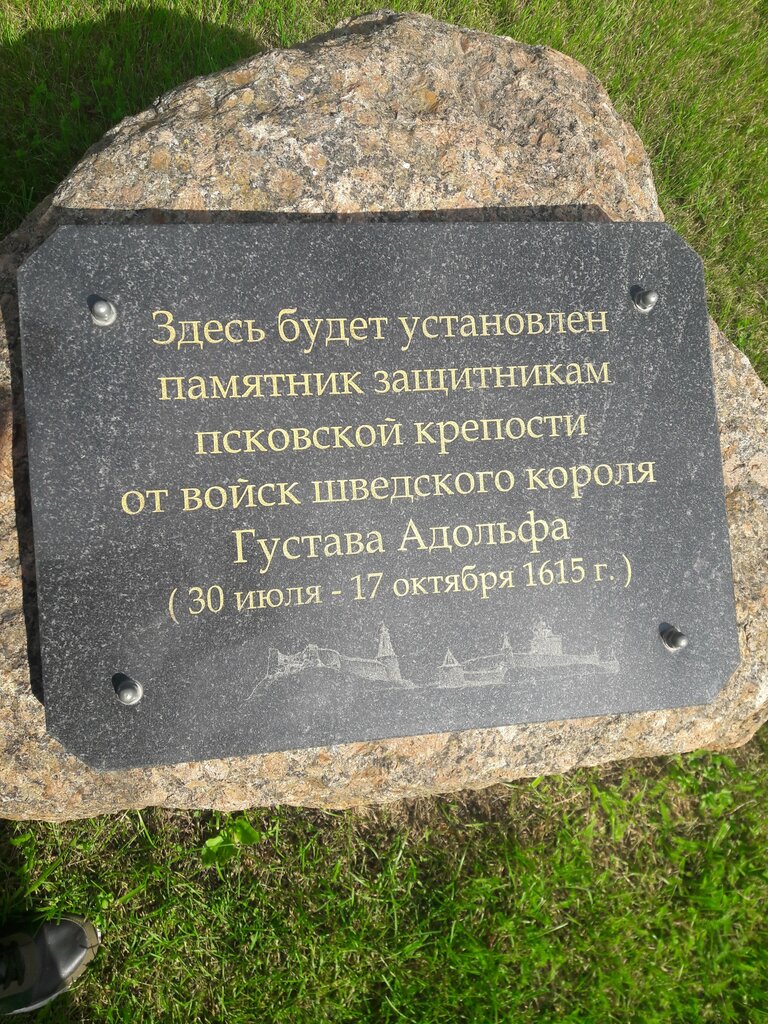 Здесь будет установлен
памятник защитникам
псковской крепости
от войск шведского короля
Густава Адольфа
( 30 июля - 17 октября 1615 г. )